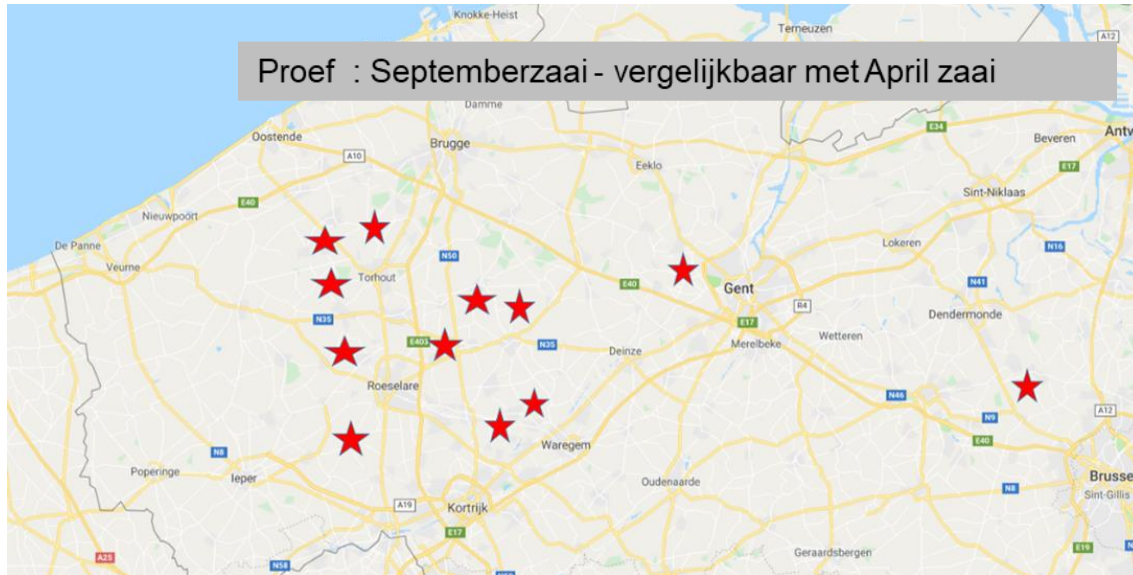 Knokke-Heist
Terneuzen
A12
Proef : Septemberzaai - vergelijkbaar met April zaai
Damme
Oostende
Brugge
A10
E34
Beveren
Antw
Eeklo
E17
Sint-Niklaas
E40
Nieuwpoort
De Panne
Veurne
N50
Lokeren
N16
Torhout
E40
Gent
N41
R4
Dendermonde
N35
E17
E403
N35
Deinze
Merelbeke
Wetteren
Roeselare
N46
N9
A12
Waregem
E40
N8
Brusse
Poperinge
Ieper
Oudenaarde
N8
Sint-Gillis
A19
Kortrijk
E17
N
A25
Geraardsbergen
E19
N58